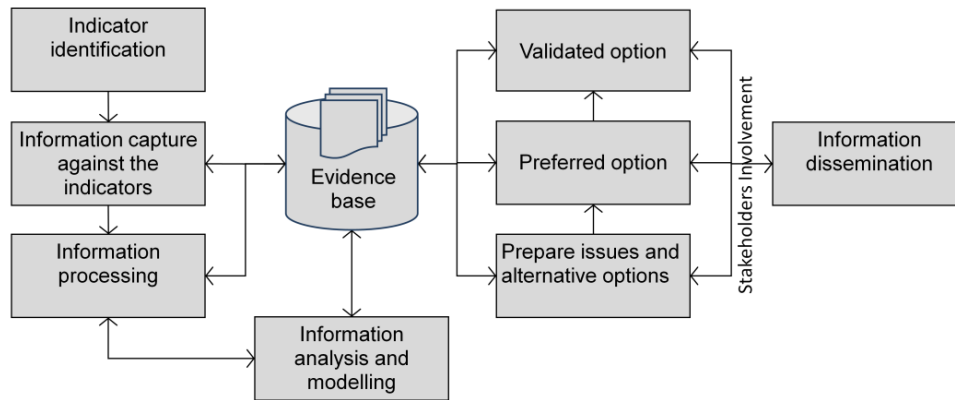 Indicator
identification
Information capture
against the
indicators
Information
processing
Evidence
base
Information
analysis and
modelling
Validated option
Preferred option
Prepare issues and
alternative options
Stakeholders Involvement
Information
dissemination